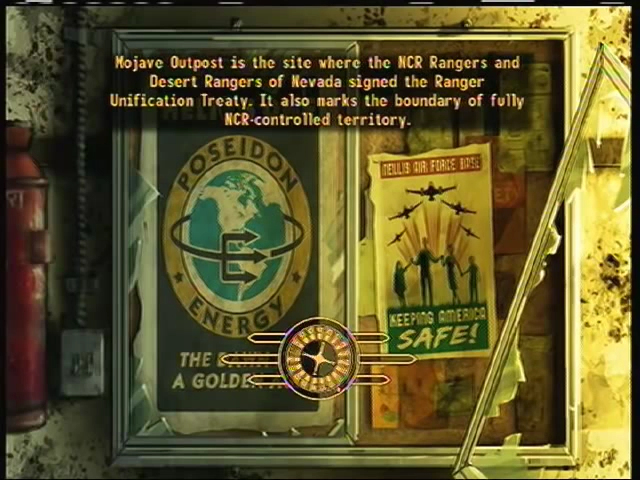 Mojave Outpost is the site where the NCR Rangers and
Desert Rangers of Nevada signed the Ranger
Unification Treaty. It also marks the boundary of fully
NCR-controlled territory.
POSEIDON
ENERGY
THE
A GOLDEN
NELLIS AIR FORCE BASE
KEEPING AMERICA
SAFE!